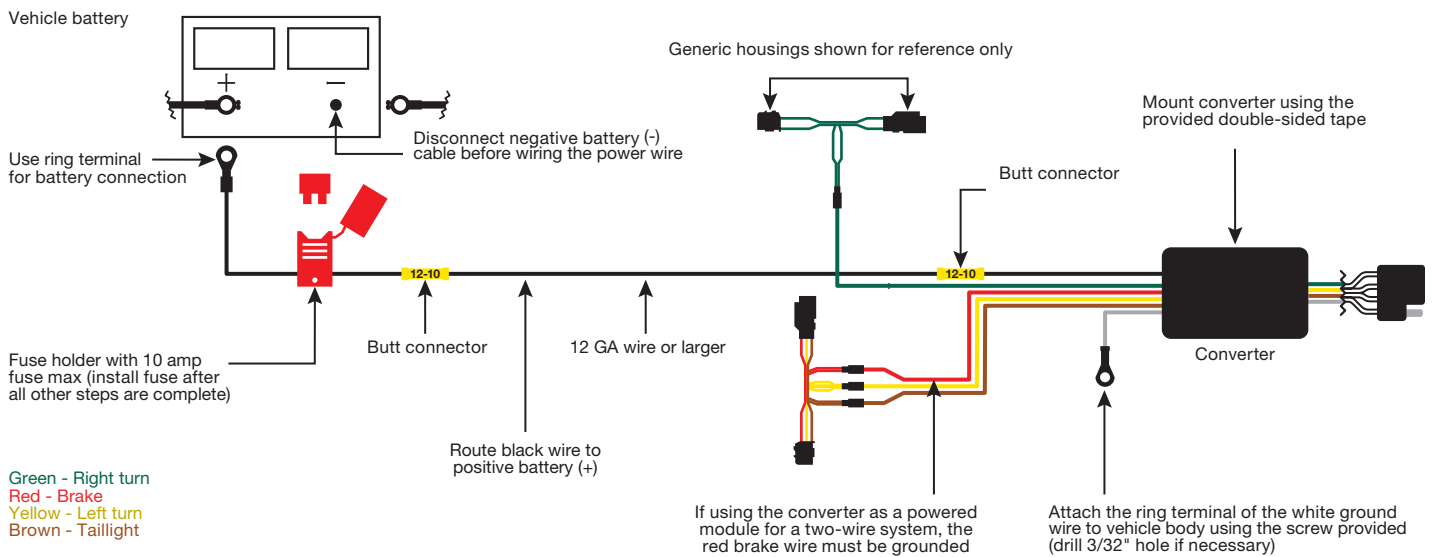 Vehicle battery
Generic housings shown for reference only
Mount converter using the
provided double-sided tape
+
−
Disconnect negative battery (-)
cable before wiring the power wire
Use ring terminal
for battery connection
Butt connector
12-10
12-10
Fuse holder with 10 amp
fuse max (install fuse after
all other steps are complete)
Butt connector
12 GA wire or larger
Converter
Route black wire to
positive battery (+)
Green - Right turn
Red - Brake
Yellow - Left turn
Brown - Taillight
If using the converter as a powered
module for a two-wire system, the
red brake wire must be grounded
Attach the ring terminal of the white ground
wire to vehicle body using the screw provided
(drill 3/32" hole if necessary)